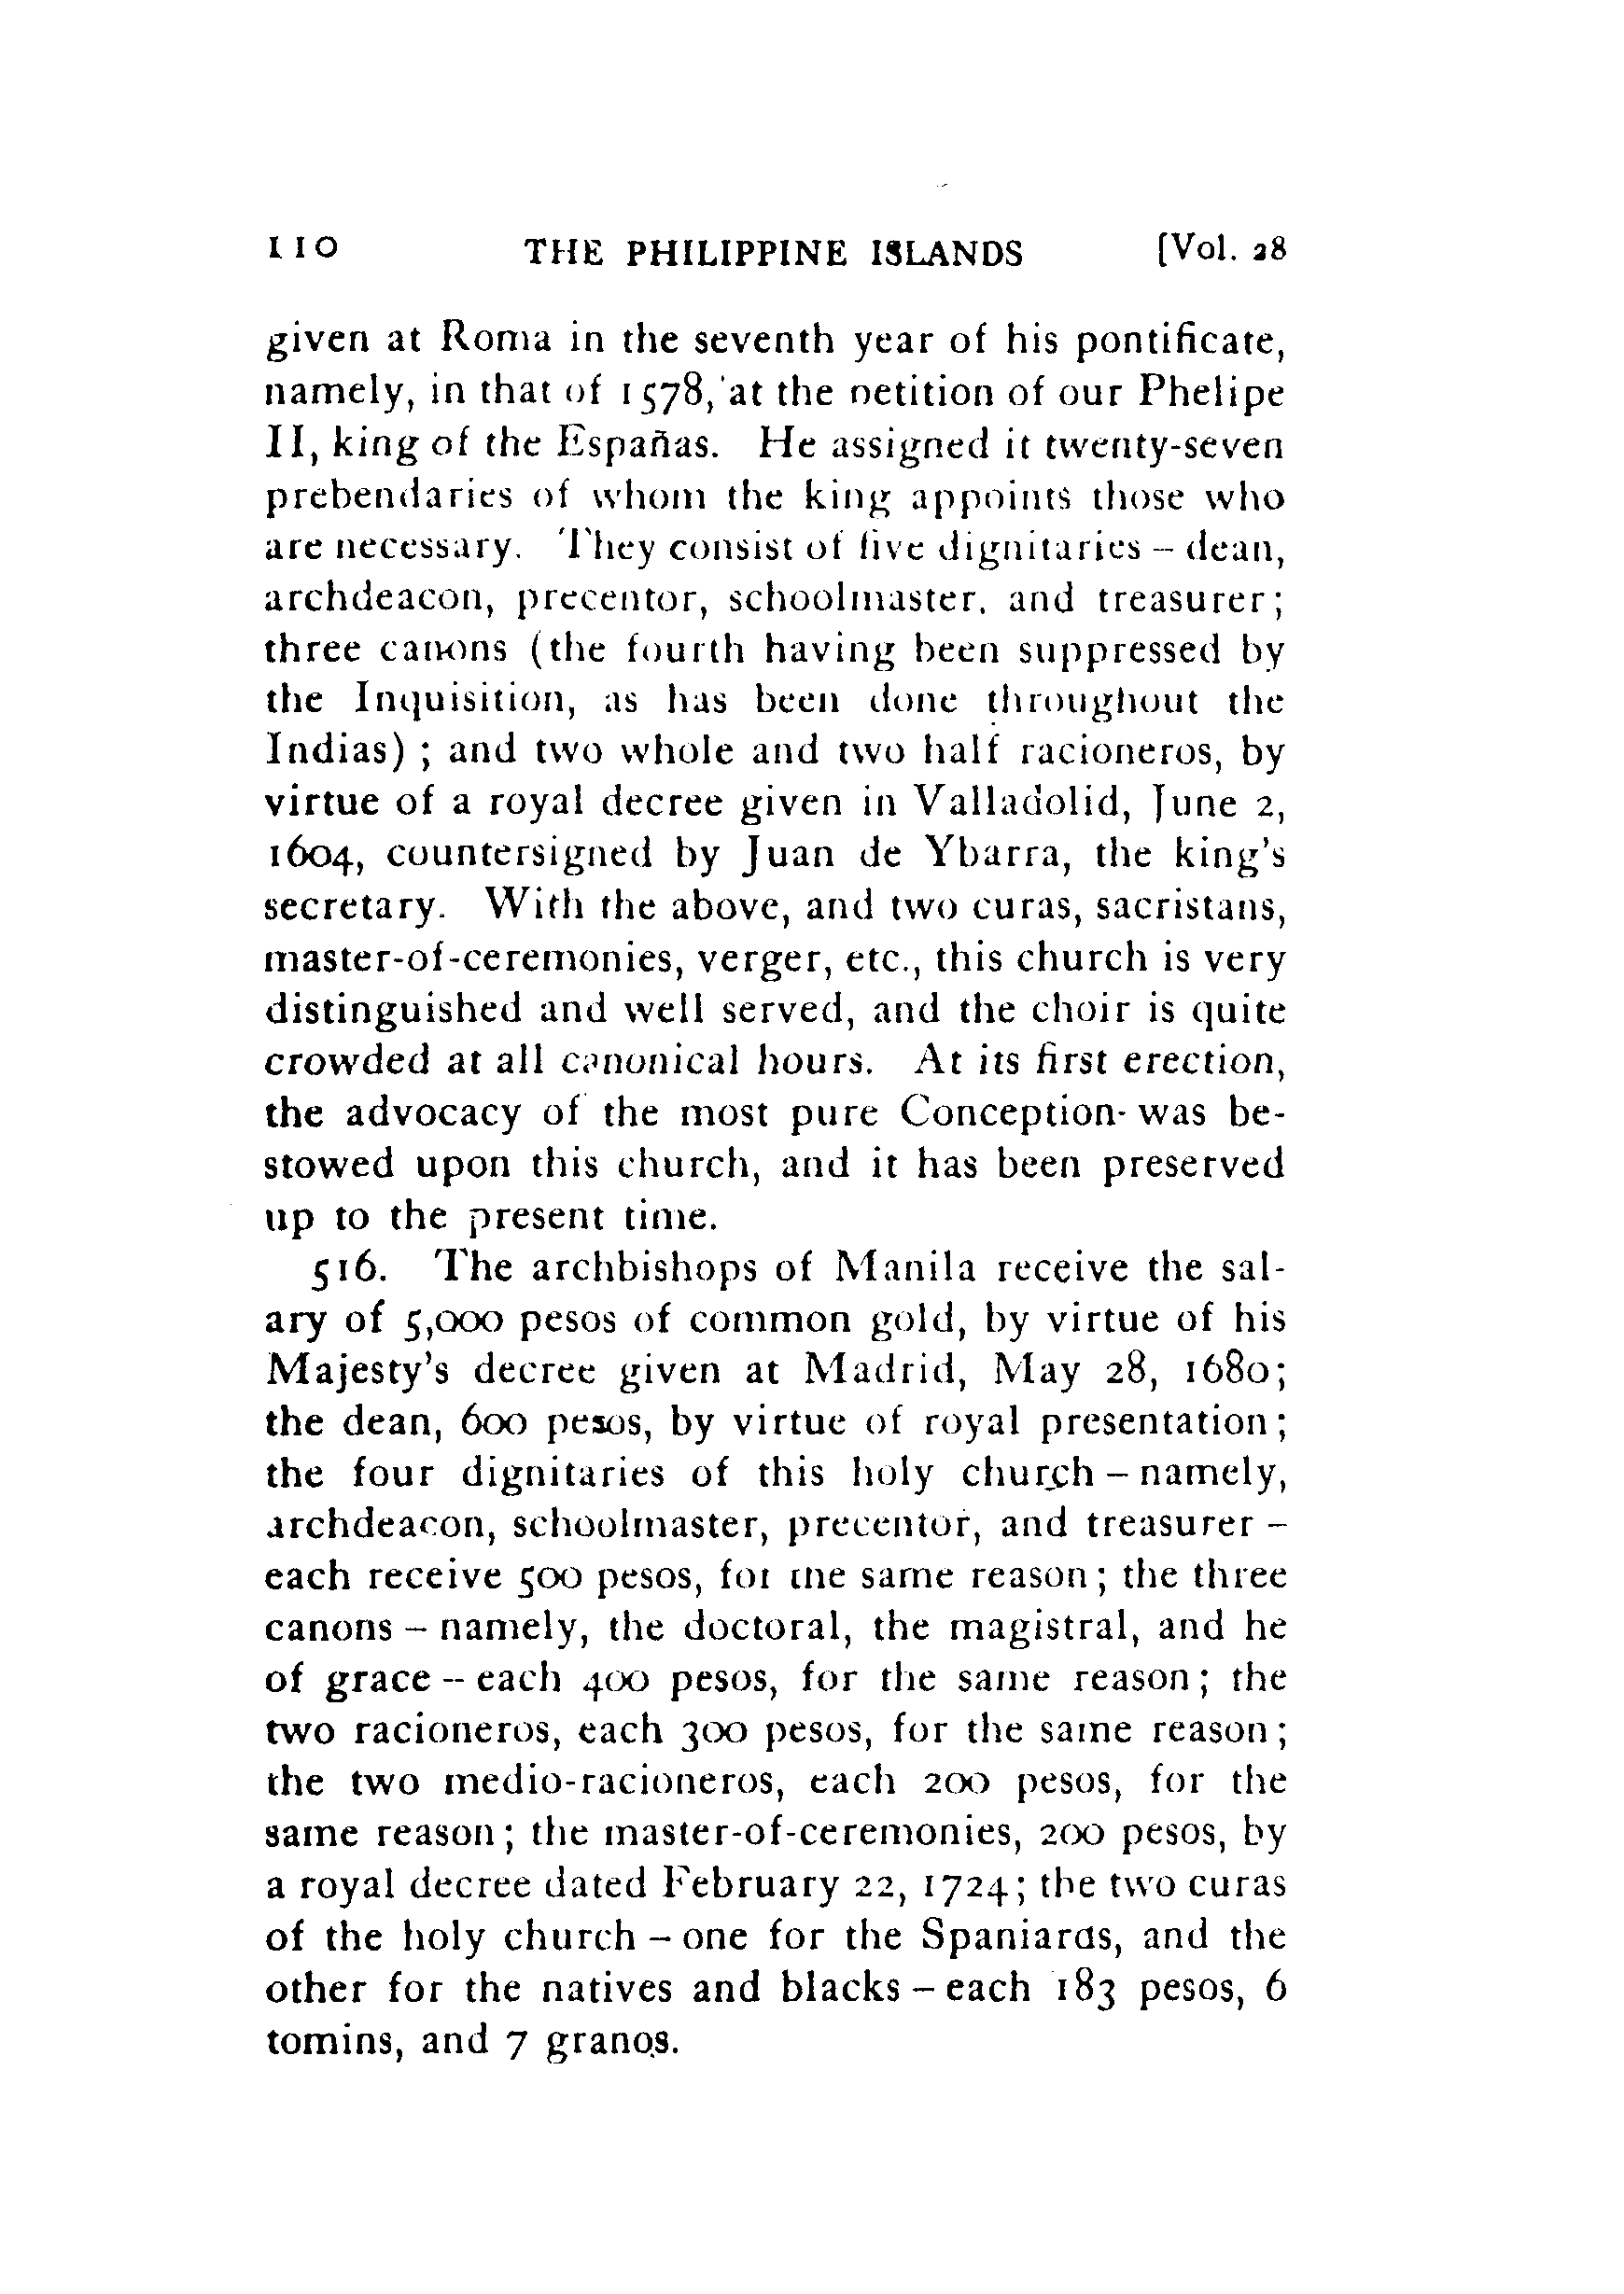 110 THE PHILIPPINE ISLANDS [Vol. 28
given at Roma in the seventh year of his pontificate,
namely, in that of 1578, at the petition of our Phelipe
II, king of the Españas. He assigned it twenty-seven
prebendaries of whom the king appoints those who
are necessary. They consist of five dignitaries – dean,
archdeacon, precentor, schoolmaster, and treasurer;
three canons (the fourth having been suppressed by
the Inquisition, as has been done throughout the
Indias) ; and two whole and two half racioneros, by
virtue of a royal decree given in Valladolid, June 2,
1604, countersigned by Juan de Ybarra, the king's
secretary. With the above, and two curas, sacristans,
master-of-ceremonies, verger, etc., this church is very
distinguished and well served, and the choir is quite
crowded at all canonical hours. At its first erection,
the advocacy of the most pure Conception was be-
stowed upon this church, and it has been preserved
up to the present time.
516. The archbishops of Manila receive the sal-
ary of 5,000 pesos of common gold, by virtue of his
Majesty's decree given at Madrid, May 28, 1680;
the dean, 600 pesos, by virtue of royal presentation;
the four dignitaries of this holy church – namely,
archdeacon, schoolmaster, precentor, and treasurer –
each receive 500 pesos, for the same reason; the three
canons – namely, the doctoral, the magistral, and he
of grace – each 400 pesos, for the same reason; the
two racioneros, each 300 pesos, for the same reason;
the two medio-racioneros, each 200 pesos, for the
same reason; the master-of-ceremonies, 200 pesos, by
a royal decree dated February 22, 1724; the two curas
of the holy church – one for the Spaniards, and the
other for the natives and blacks – each 183 pesos, 6
tomins, and 7 granos.